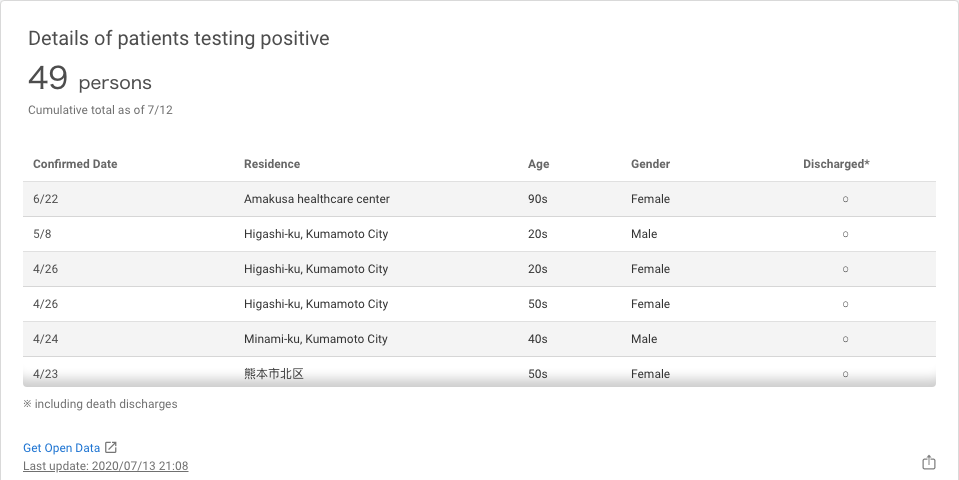 Details of patients testing positive
49 persons
Cumulative total as of 7/12
Confirmed Date Residence Age Gender Discharged*
6/22 Amakusa healthcare center 90s Female ○
5/8 Higashi-ku, Kumamoto City 20s Male ○
4/26 Higashi-ku, Kumamoto City 20s Female ○
4/26 Higashi-ku, Kumamoto City 50s Female ○
4/24 Minami-ku, Kumamoto City 40s Male ○
4/23 熊本市北区 50s Female ○
※ including death discharges
Get Open Data
Last update: 2020/07/13 21:08